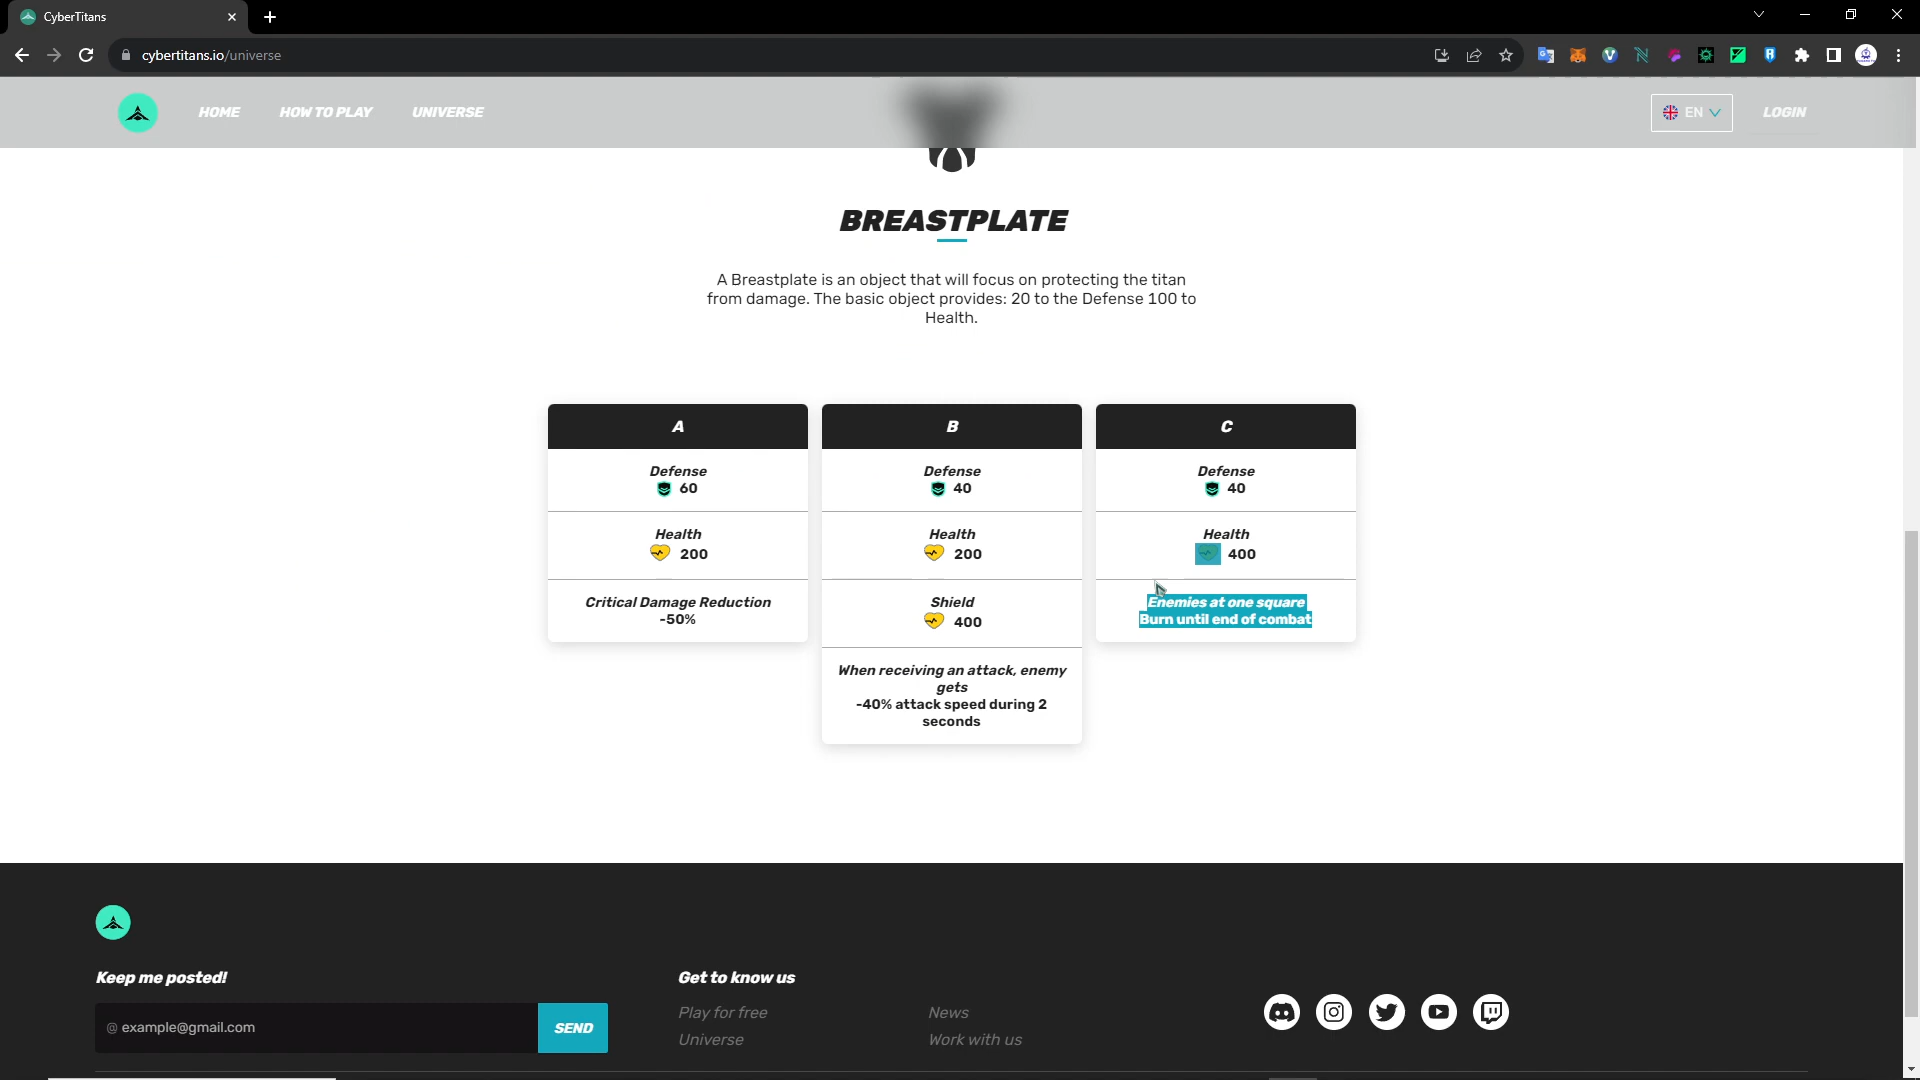 CyberTitans
cybertitans.io/universe
HOME
HOW TO PLAY
UNIVERSE
EN
LOGIN
BREASTPLATE
A Breastplate is an object that will focus on protecting the titan
from damage. The basic object provides: 20 to the Defense 100 to
Health.
A
Defense
60
Health
200
Critical Damage Reduction
-50%
B
Defense
40
Health
200
Shield
400
When receiving an attack, enemy
gets
-40% attack speed during 2
seconds
C
Defense
40
Health
400
Enemies at one square
Burn until end of combat
Keep me posted!
@ example@gmail.com
SEND
Get to know us
Play for free
News
Universe
Work with us